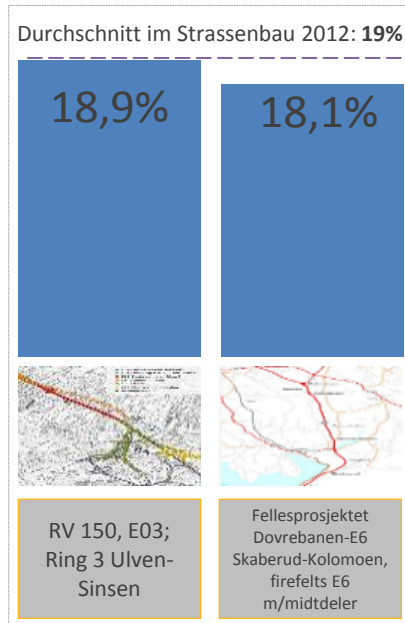 Durchschnitt im Strassenbau 2012: 19%
18,9%
18,1%
RV 150, E03;
Ring 3 Ulven-
Sinsen
Fellesprosjektet
Dovrebanen-E6
Skaberud-Kolomoen,
firefelts E6
m/midtdeler